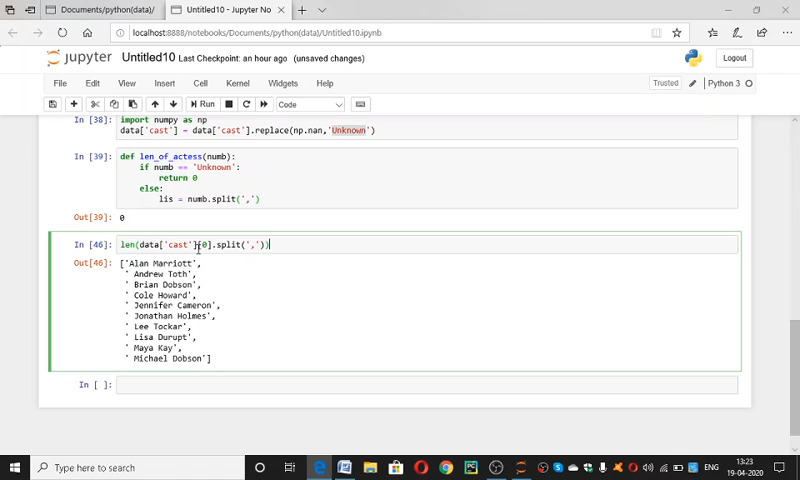 Documents/python(data)/
Untitled10 - Jupyter No
localhost:8888/notebooks/Documents/python(data)/Untitled10.ipynb
jupyter Untitled10 Last Checkpoint: an hour ago (unsaved changes)
Logout
File Edit View Insert Cell Kernel Widgets Help
Trusted
Python 3
Run
Code
In [38]: import numpy as np
data['cast'] = data['cast'].replace(np.nan,'Unknown')
In [39]: def len_of_actess(numb):
if numb == 'Unknown':
return 0
else:
lis = numb.split(',')
Out[39]: 0
In [46]: len(data['cast'][0].split(','))
Out[46]: ['Alan Marriott',
' Andrew Toth',
' Brian Dobson',
' Cole Howard',
' Jennifer Cameron',
' Jonathan Holmes',
' Lee Tockar',
' Lisa Durupt',
' Maya Kay',
' Michael Dobson']
In [ ]:
Type here to search
ENG
13:23
19-04-2020